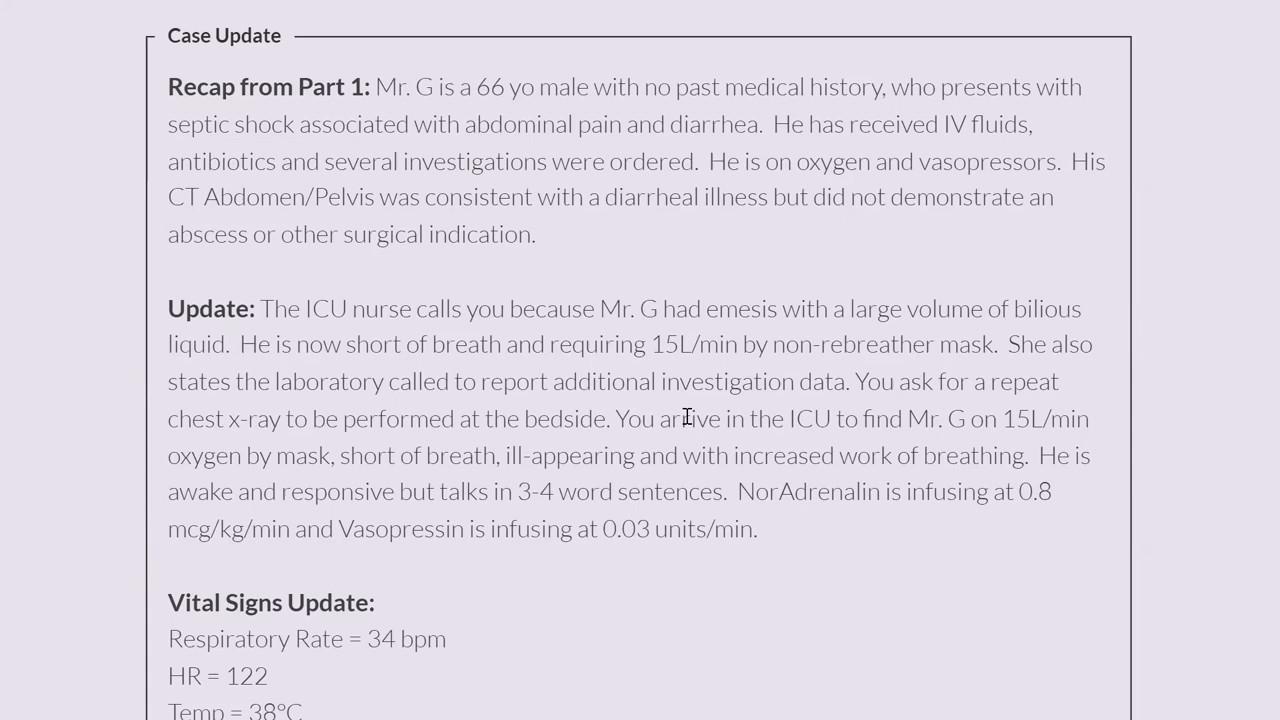 Case Update
Recap from Part 1: Mr. G is a 66 yo male with no past medical history, who presents with
septic shock associated with abdominal pain and diarrhea.  He has received IV fluids,
antibiotics and several investigations were ordered.  He is on oxygen and vasopressors.  His
CT Abdomen/Pelvis was consistent with a diarrheal illness but did not demonstrate an
abscess or other surgical indication.
Update: The ICU nurse calls you because Mr. G had emesis with a large volume of bilious
liquid.  He is now short of breath and requiring 15L/min by non-rebreather mask.  She also
states the laboratory called to report additional investigation data. You ask for a repeat
chest x-ray to be performed at the bedside. You arrive in the ICU to find Mr. G on 15L/min
oxygen by mask, short of breath, ill-appearing and with increased work of breathing.  He is
awake and responsive but talks in 3-4 word sentences.  NorAdrenalin is infusing at 0.8
mcg/kg/min and Vasopressin is infusing at 0.03 units/min.
Vital Signs Update:
Respiratory Rate = 34 bpm
HR = 122
Temp = 38°C